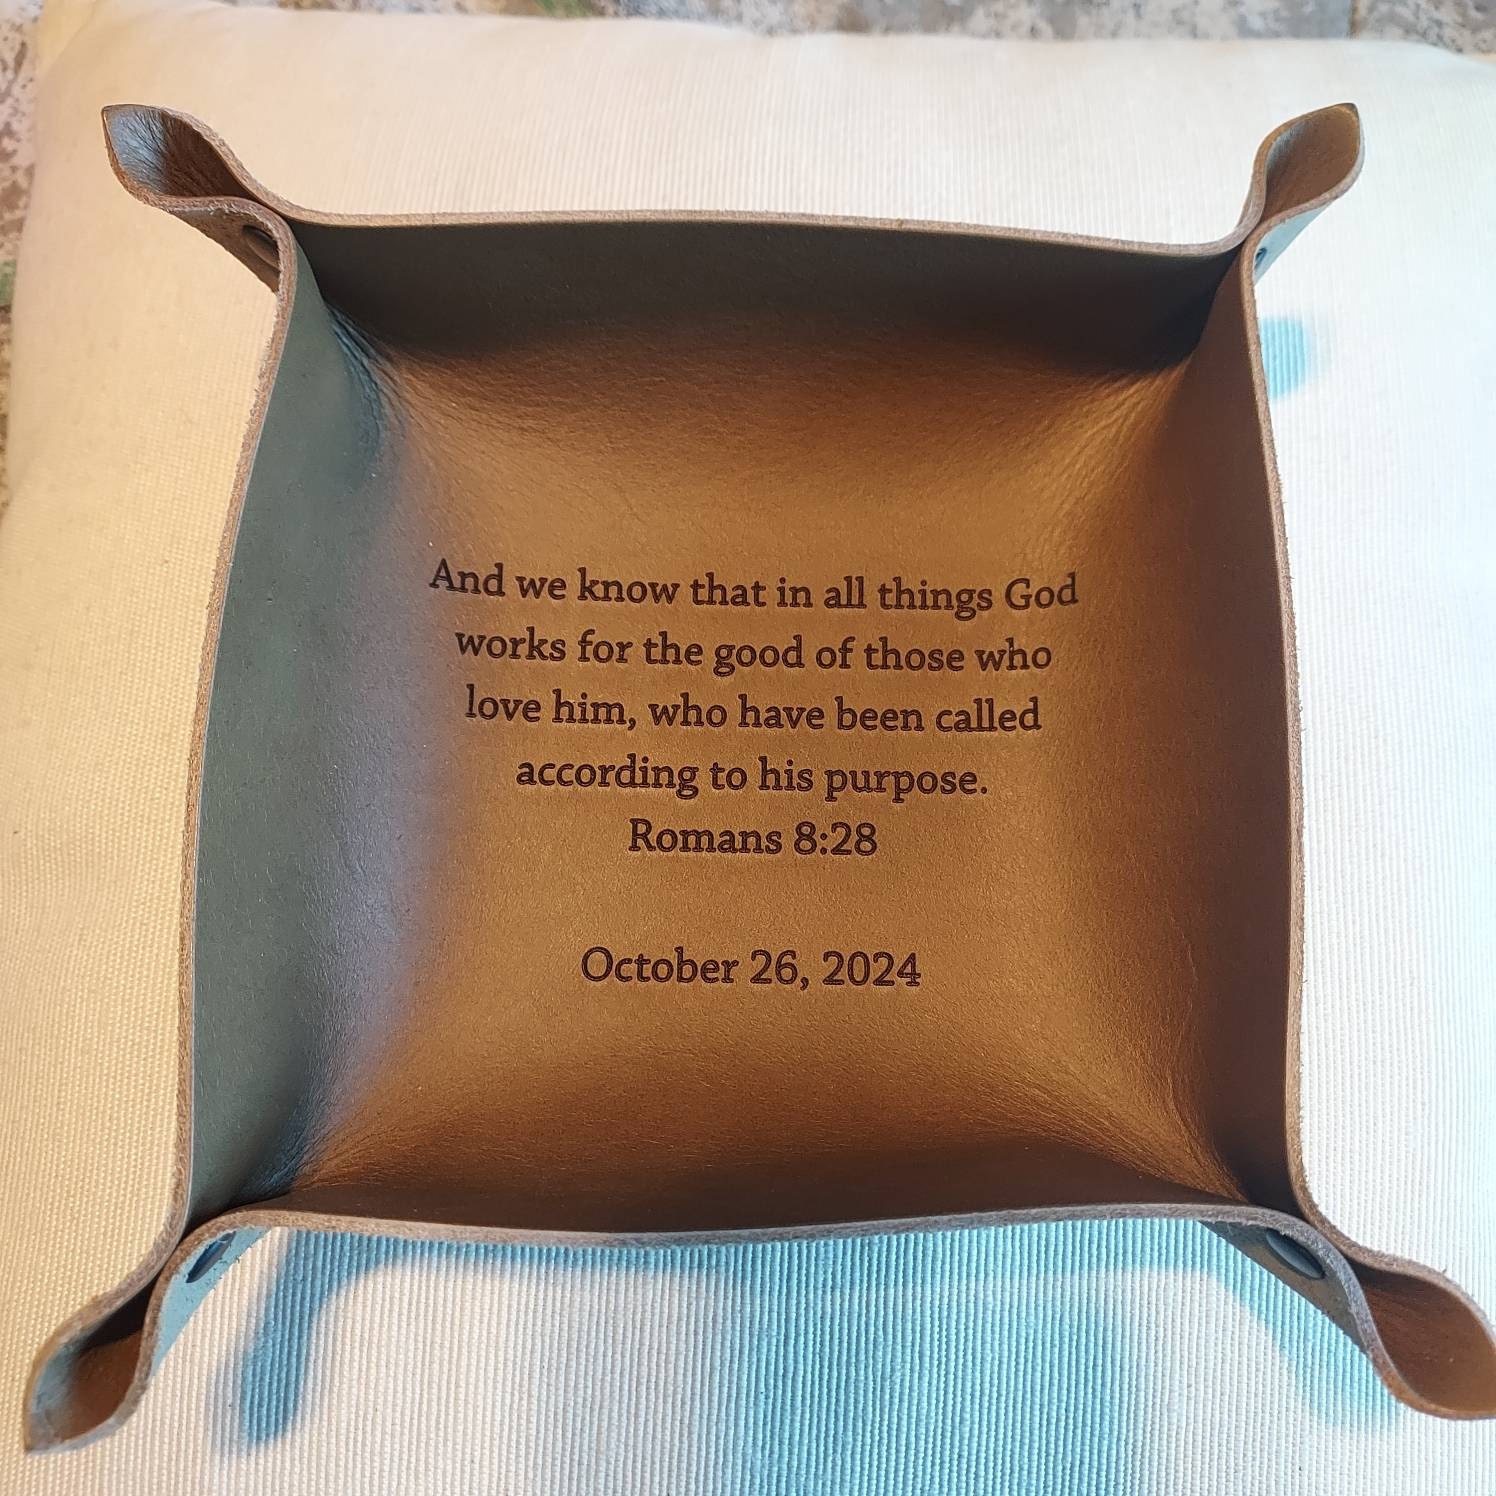 And we know that in all things God
works for the good of those who
love him, who have been called
according to his purpose.
Romans 8:28
October 26, 2024